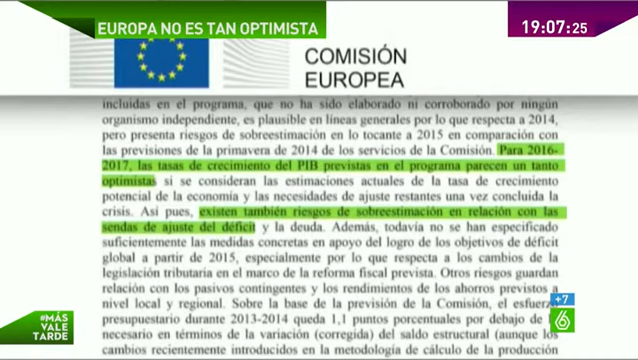 EUROPA NO ES TAN OPTIMISTA
19:07:25
COMISIÓN
EUROPEA
incluidas en el programa, que no ha sido elaborado ni corroborado por ningún
organismo independiente, es plausible en líneas generales por lo que respecta a 2014,
pero presenta riesgos de sobreestimación en lo tocante a 2015 en comparación con
las previsiones de la primavera de 2014 de los servicios de la Comisión. Para 2016-
2017, las tasas de crecimiento del PIB previstas en el programa parecen un tanto
optimistas si se consideran las estimaciones actuales de la tasa de crecimiento
potencial de la economía y las necesidades de ajuste restantes una vez concluida la
crisis. Así pues, existen también riesgos de sobreestimación en relación con las
sendas de ajuste del déficit y la deuda. Además, todavía no se han especificado
suficientemente las medidas concretas en apoyo del logro de los objetivos de déficit
global a partir de 2015, especialmente por lo que respecta a los cambios de la
legislación tributaria en el marco de la reforma fiscal prevista. Otros riesgos guardan
relación con los pasivos contingentes y los rendimientos de los ahorros previstos a
nivel local y regional. Sobre la base de la previsión de la Comisión, el esfuerzo
presupuestario durante 2013-2014 queda 1,1 puntos porcentuales por debajo de
necesario en términos de la variación (corregida) del saldo estructural (aunque los
cambios recientemente introducidos en la metodología de cálculo de la producción
+7
6
#MÁS
VALE
TARDE